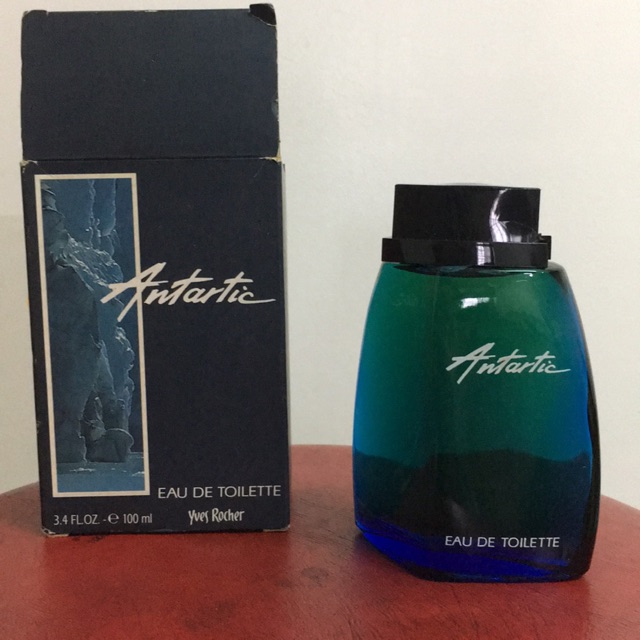 Antartic
EAU DE TOILETTE
3.4 FL.OZ. - ℮ 100 ml
Yves Rocher
Antartic
EAU DE TOILETTE